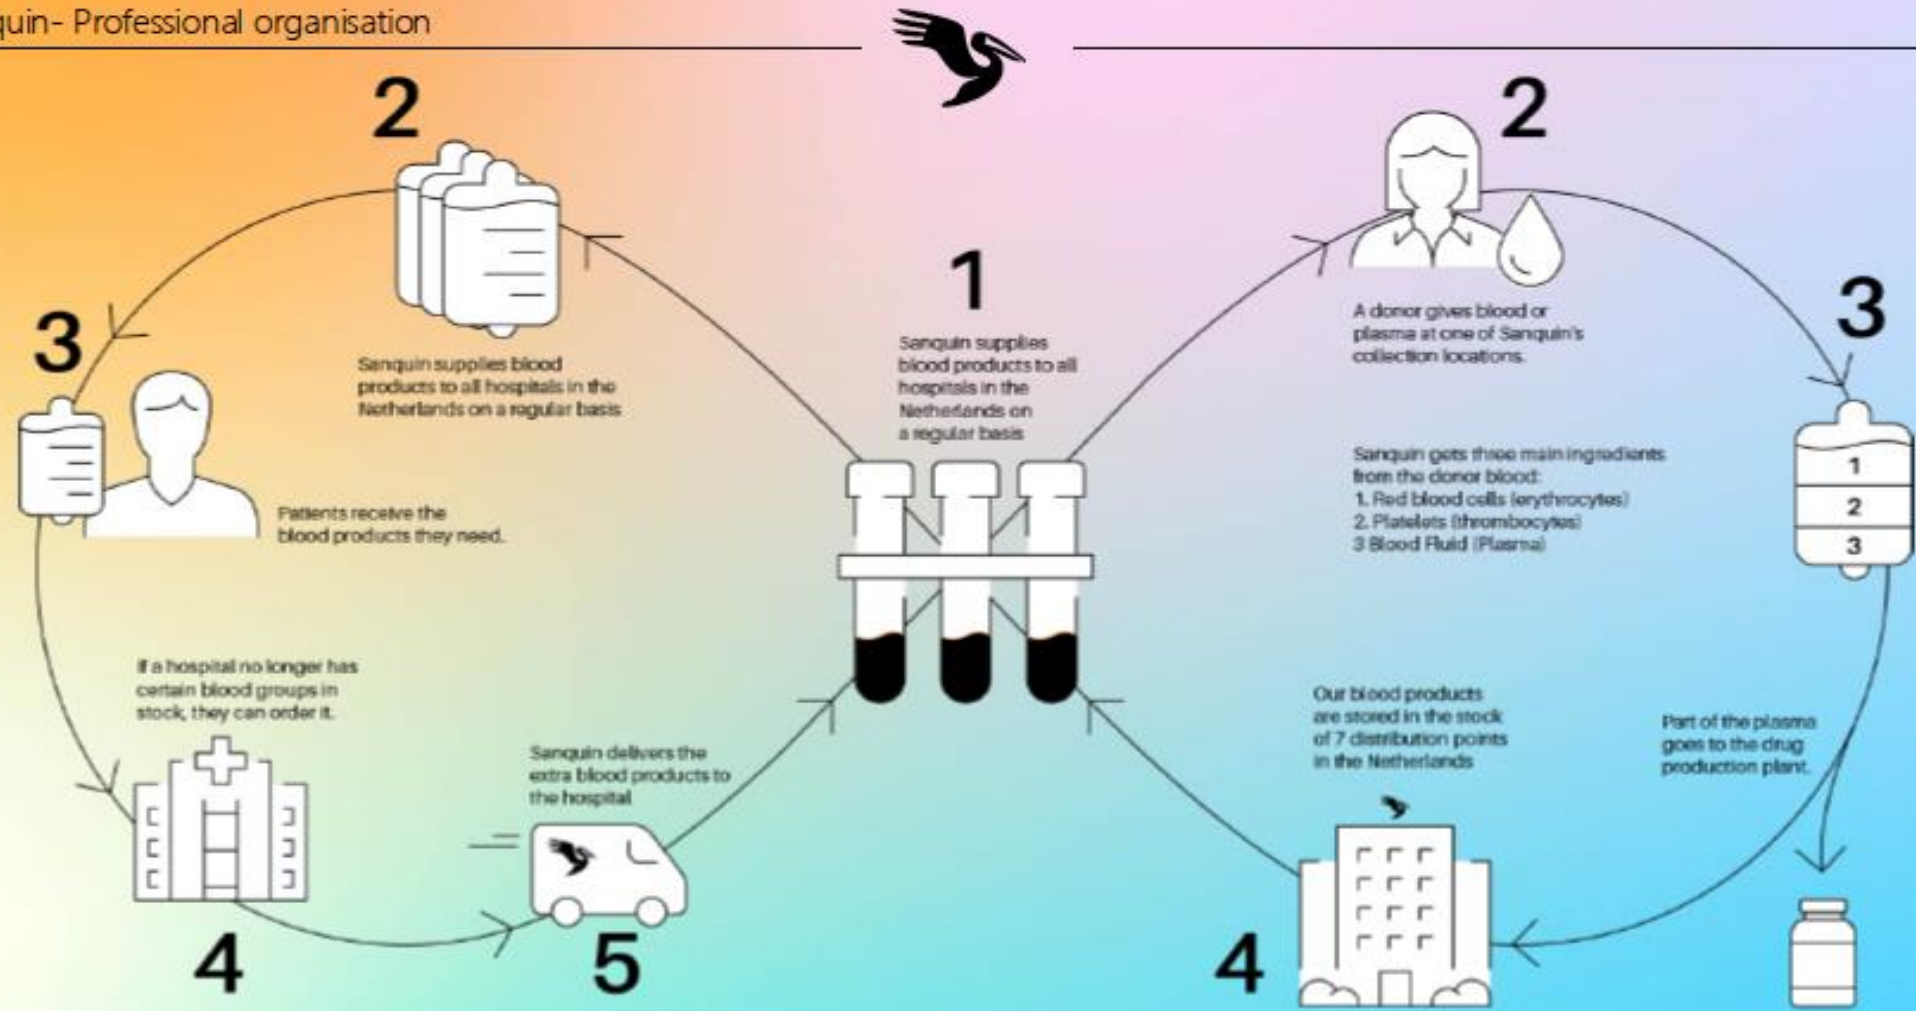 quin- Professional organisation
2
Sanquin supplies blood
products to all hospitals in the
Netherlands on a regular basis
3
Patients receive the
blood products they need.
If a hospital no longer has
certain blood groups in
stock, they can order it.
4
Sanquin delivers the
extra blood products to
the hospital
5
1
Sanquin supplies
blood products to all
hospitals in the
Netherlands on
a regular basis
2
A donor gives blood or
plasma at one of Sanquin's
collection locations.
3
Sanquin gets three main ingredients
from the donor blood:
1. Red blood cells (erythrocytes)
2. Platelets (thrombocytes)
3 Blood Fluid (Plasma)
1
2
3
Our blood products
are stored in the stock
of 7 distribution points
in the Netherlands
4
Part of the plasma
goes to the drug
production plant.